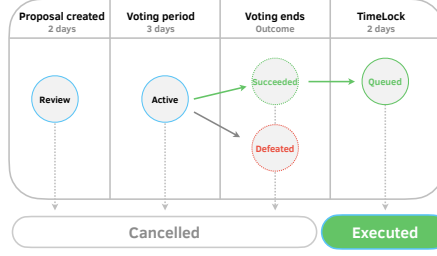 Proposal created
2 days
Voting period
3 days
Voting ends
Outcome
TimeLock
2 days
Review
Active
Succeeded
Queued
Defeated
Cancelled
Executed